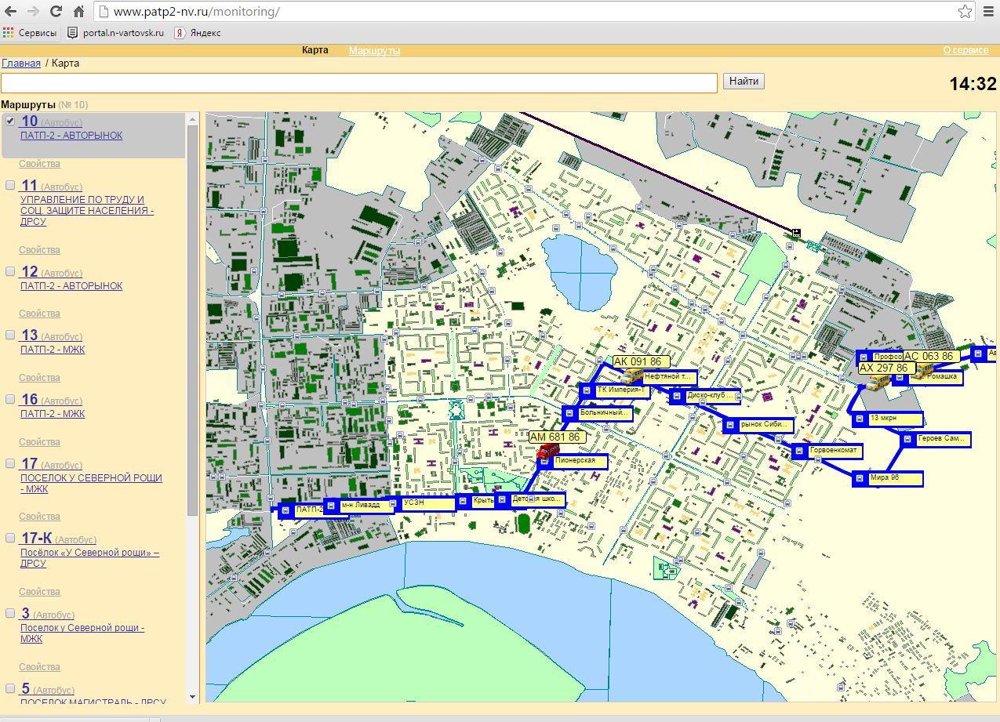 www.patp2-nv.ru/monitoring/
Сервисы portal.n-vartovsk.ru Яндекс
Карта Маршруты О сервисе
Главная / Карта
Найти 14:32
Маршруты (№ 10)
10 (Автобус)
ПАТП-2 - АВТОРЫНОК
Свойства
11 (Автобус)
УПРАВЛЕНИЕ ПО ТРУДУ И
СОЦ. ЗАЩИТЕ НАСЕЛЕНИЯ -
ДРСУ
Свойства
12 (Автобус)
ПАТП-2 - АВТОРЫНОК
Свойства
13 (Автобус)
ПАТП-2 - МЖК
Свойства
16 (Автобус)
ПАТП-2 - МЖК
Свойства
17 (Автобус)
ПОСЕЛОК У СЕВЕРНОЙ РОЩИ
- МЖК
Свойства
17-К (Автобус)
Посёлок «У Северной рощи» –
ДРСУ
Свойства
3 (Автобус)
Поселок у Северной рощи -
МЖК
Свойства
5 (Автобус)
ПОСЕЛОК МАГИСТРАЛЬ - ДРСУ
АК 091 86
Нефтяной т...
ТК Империя-Т
Больничный...
АМ 681 86
Пионерская
ПАТП-2
м-н Ливадд
УСЗН
Крыть
Детская шко...
Диско-клуб ...
рынок Сиби...
Горвоенкомат
Мира 96
Героев Сам...
13 мкрн
Профсо
АС 063 86
АХ 297 86
Ромашка
Ав